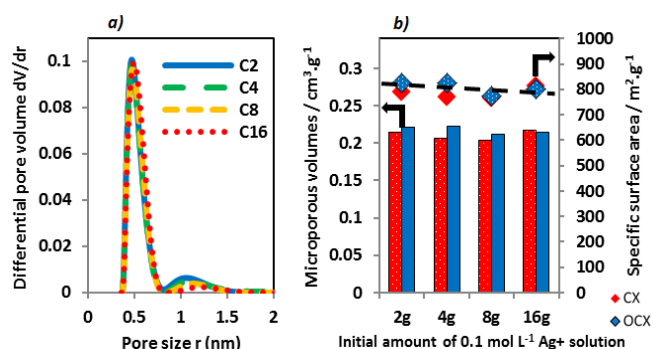 a)
Differential pore volume dV/dr
0.1
0.08
0.06
0.04
0.02
0
C2
C4
C8
C16
0 0.5 1 1.5 2
Pore size r (nm)
b)
Microporous volumes / cm³.g⁻¹
0.3
0.25
0.2
0.15
0.1
0.05
0
1000
900
800
700
600
500
400
300
200
100
0
Specific surface area/ m².g⁻¹
2g 4g 8g 16g
CX
OCX
Initial amount of 0.1 mol L⁻¹ Ag+ solution